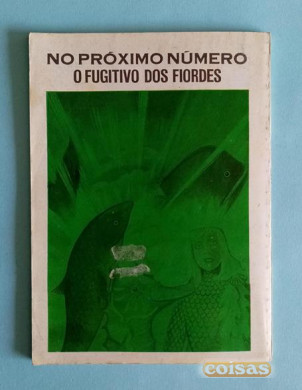 NO PRÓXIMO NÚMERO
O FUGITIVO DOS FIORDES
coisas